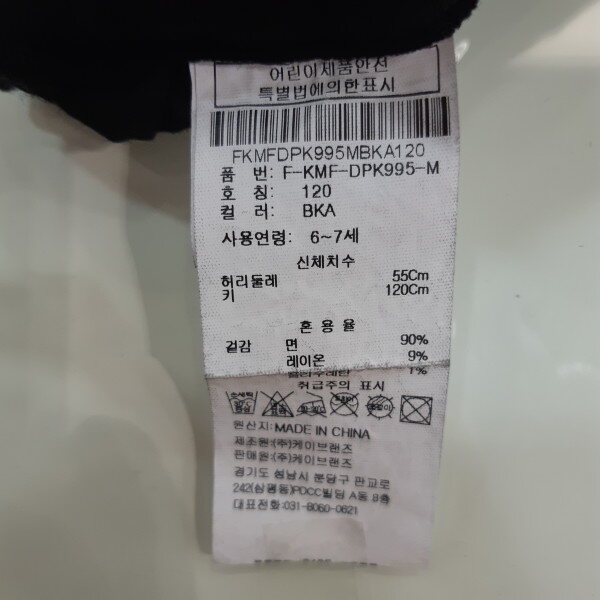 어린이제품안전
특별법에의한표시
FKMFDPK995MBKA120
품 번: F-KMF-DPK995-M
호 칭: 120
컬 러: BKA
사용연령: 6~7세
신체치수
허리둘레 55Cm
키 120Cm
혼 용 율
겉감 면 90%
레이온 9%
폴리우레탄 1%
취급주의 표시
원산지: MADE IN CHINA
제조원:(주)케이브랜즈
판매원:(주)케이브랜즈
경기도 성남시 분당구 판교로
242(삼평동)PDCC빌딩 A동 8층
대표전화:031-8060-0621